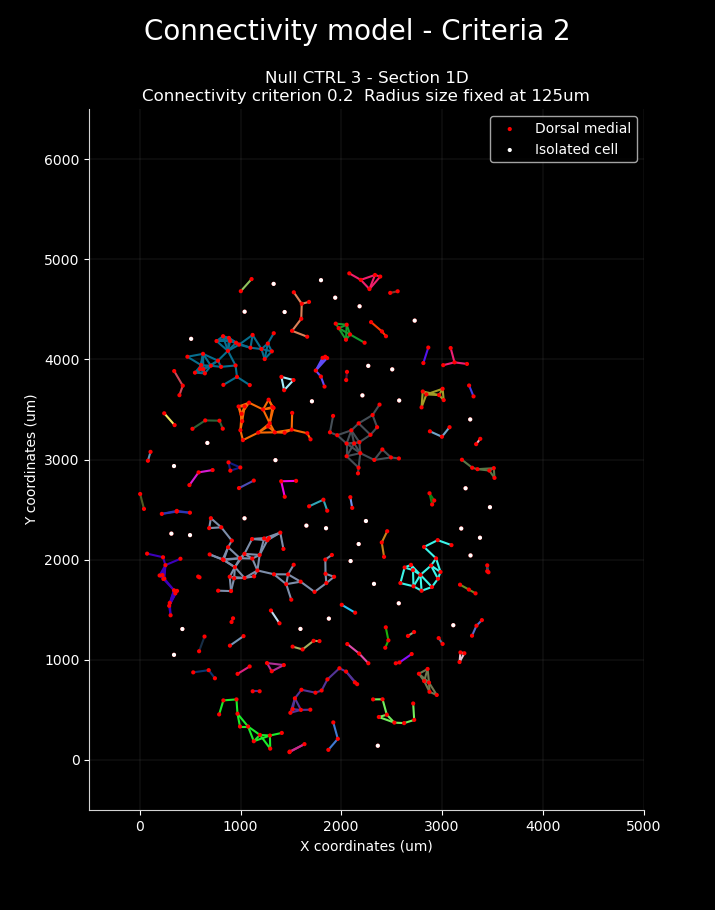 Connectivity model - Criteria 2
Null CTRL 3 - Section 1D
Connectivity criterion 0.2  Radius size fixed at 125um
Dorsal medial
Isolated cell
6000
5000
4000
3000
2000
1000
0
Y coordinates (um)
0 1000 2000 3000 4000 5000
X coordinates (um)